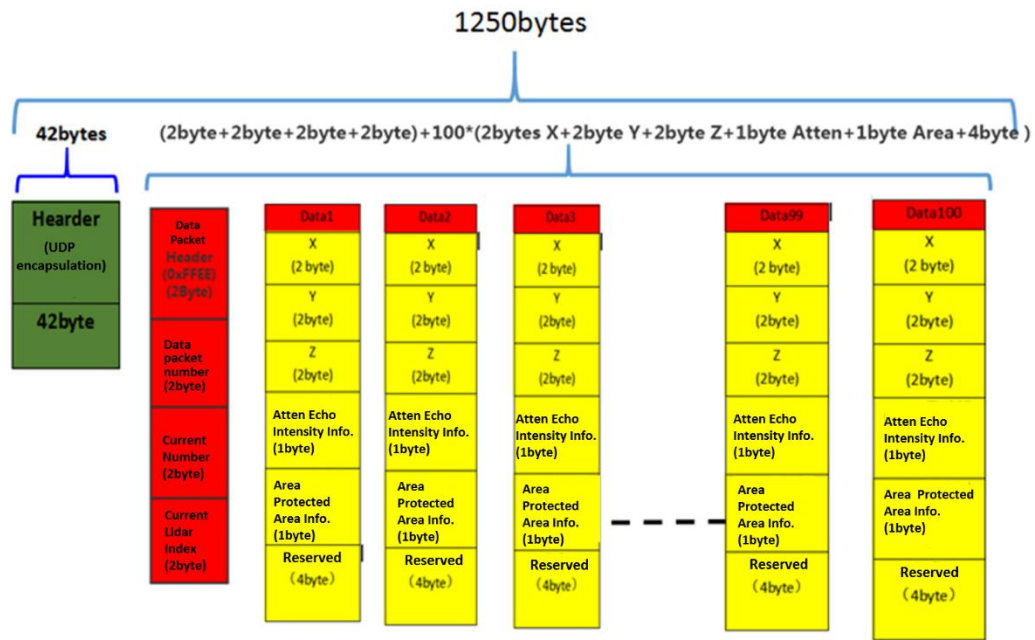 1250bytes
42bytes
(2byte+2byte+2byte+2byte)+100*(2bytes X+2byte Y+2byte Z+1byte Atten+1byte Area+4byte )
Hearder
(UDP
encapsulation)
42byte
Data
Packet
Header
(0xFFEE)
(2Byte)
Data
packet
number
(2byte)
Current
Number
(2byte)
Current
Lidar
Index
(2byte)
Data1
X
(2 byte)
Y
(2byte)
Z
(2byte)
Atten Echo
Intensity Info.
(1byte)
Area
Protected
Area Info.
(1byte)
Reserved
（4byte）
Data2
X
(2 byte)
Y
(2byte)
Z
(2byte)
Atten Echo
Intensity Info.
(1byte)
Area
Protected
Area Info.
(1byte)
Reserved
（4byte）
Data3
X
(2 byte)
Y
(2byte)
Z
(2byte)
Atten Echo
Intensity Info.
(1byte)
Area
Protected
Area Info.
(1byte)
Reserved
（4byte）
Data99
X
(2 byte)
Y
(2byte)
Z
(2byte)
Atten Echo
Intensity Info.
(1byte)
Area
Protected
Area Info.
(1byte)
Reserved
（4byte）
Data100
X
(2 byte)
Y
(2byte)
Z
(2byte)
Atten Echo
Intensity Info.
(1byte)
Area Protected
Area Info.
(1byte)
Reserved
（4byte）